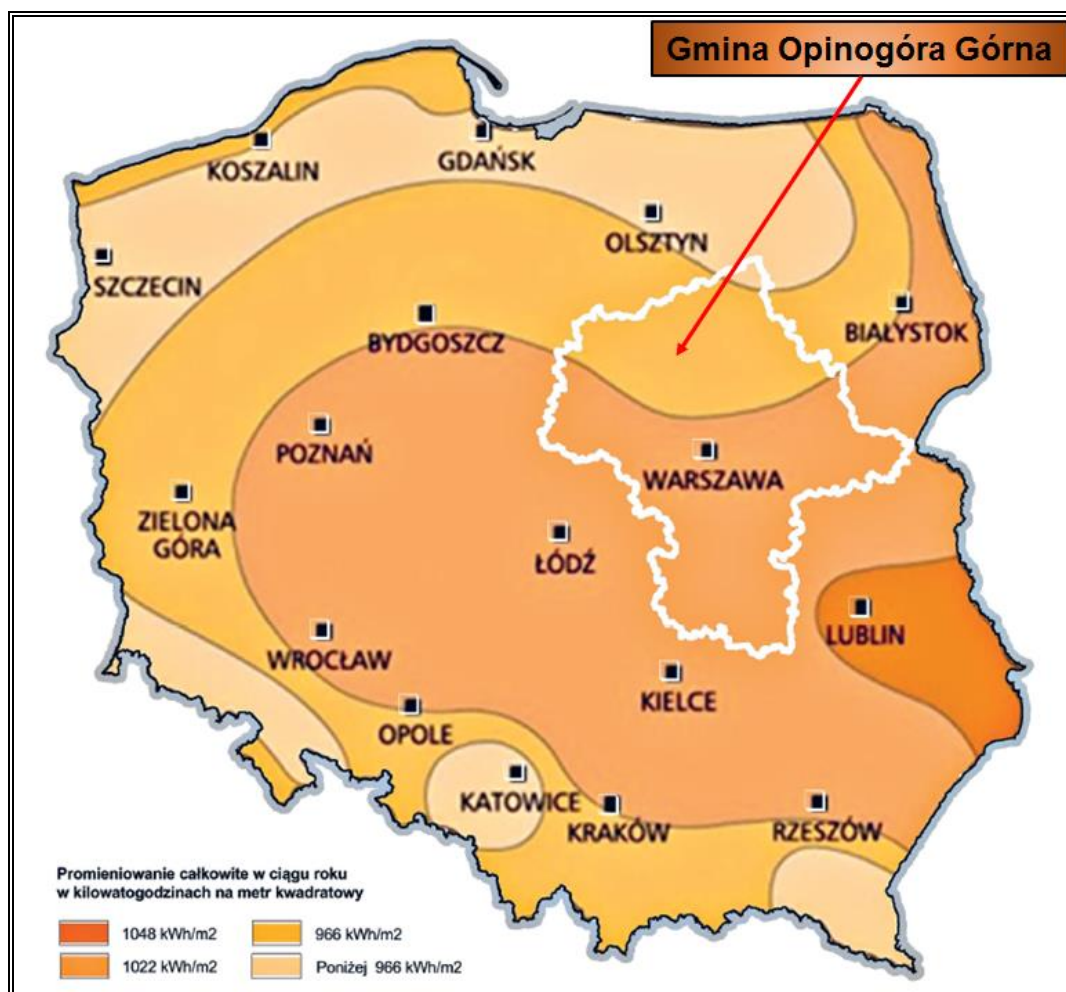 Gmina Opinogóra Górna
KOSZALIN
GDAŃSK
OLSZTYN
SZCZECIN
BYDGOSZCZ
BIAŁYSTOK
POZNAŃ
WARSZAWA
ZIELONA
GÓRA
ŁÓDŹ
LUBLIN
WROCŁAW
KIELCE
OPOLE
KATOWICE
KRAKÓW
RZESZÓW
Promieniowanie całkowite w ciągu roku
w kilowatogodzinach na metr kwadratowy
1048 kWh/m2
966 kWh/m2
1022 kWh/m2
Poniżej 966 kWh/m2